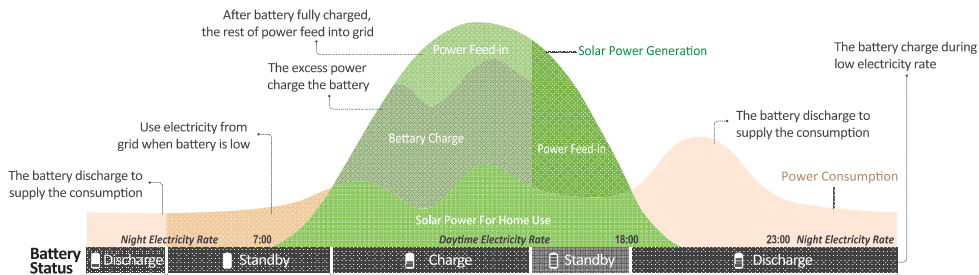 After battery fully charged,
the rest of power feed into grid
Power Feed-in
Solar Power Generation
The battery charge during
low electricity rate
The excess power
charge the battery
Use electricity from
grid when battery is low
Bettary Charge
Power Feed-in
The battery discharge to
supply the consumption
The battery discharge to
supply the consumption
Power Consumption
Solar Power For Home Use
Night Electricity Rate 7:00 Daytime Electricity Rate 18:00 23:00 Night Electricity Rate
Battery
Status
Discharge Standby Charge Standby Discharge